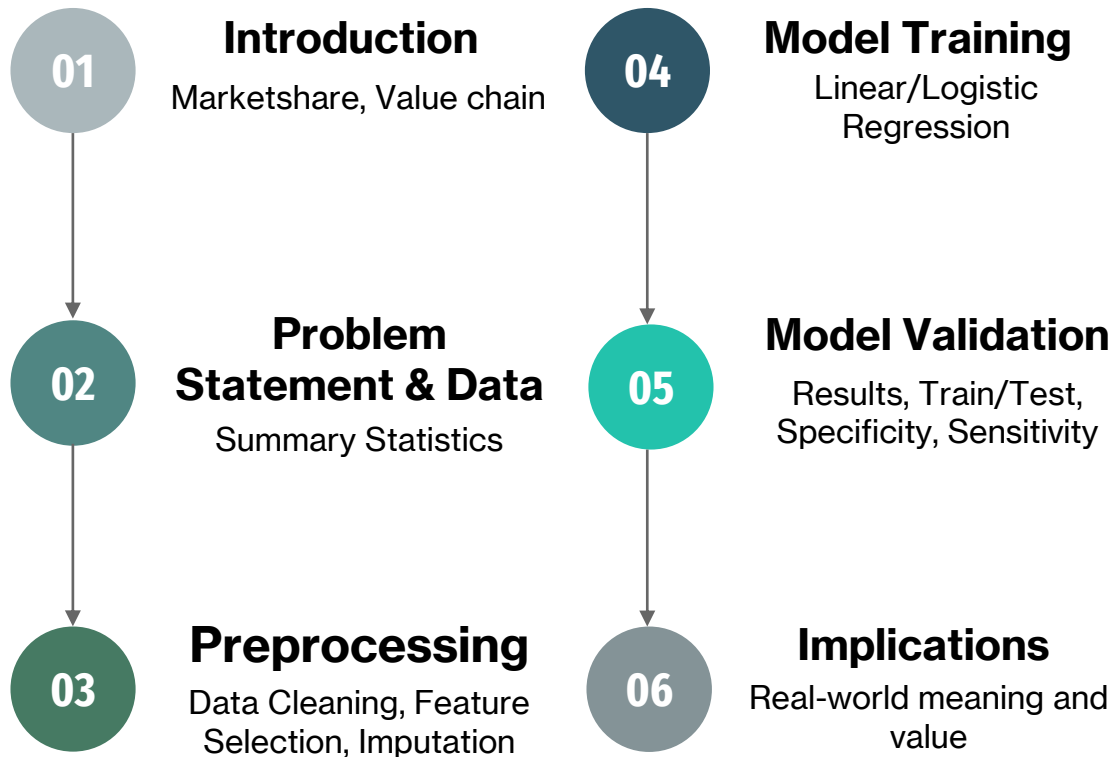 01
Introduction
Marketshare, Value chain
02
Problem
Statement & Data
Summary Statistics
03
Preprocessing
Data Cleaning, Feature
Selection, Imputation
04
Model Training
Linear/Logistic
Regression
05
Model Validation
Results, Train/Test,
Specificity, Sensitivity
06
Implications
Real-world meaning and
value